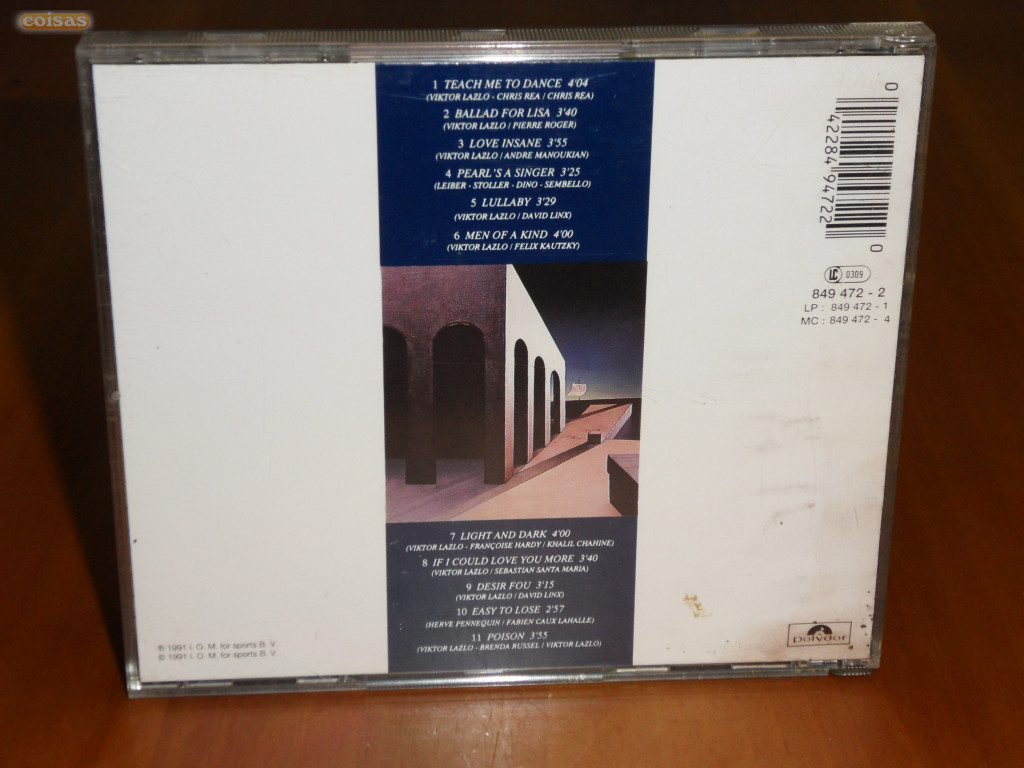 coisas
1 TEACH ME TO DANCE 4'04
(VIKTOR LAZLO - CHRIS REA / CHRIS REA)
2 BALLAD FOR LISA 3'40
(VIKTOR LAZLO / PIERRE ROGER)
3 LOVE INSANE 3'55
(VIKTOR LAZLO / ANDRE MANOUKIAN)
4 PEARL'S A SINGER 3'25
(LEIBER - STOLLER - DINO - SEMBELLO)
5 LULLABY 3'29
(VIKTOR LAZLO / DAVID LINX)
6 MEN OF A KIND 4'00
(VIKTOR LAZLO / FELIX KAUTZKY)
0 42284 94722 0
LC 0309
849 472 - 2
LP : 849 472 - 1
MC : 849 472 - 4
7 LIGHT AND DARK 4'00
(VIKTOR LAZLO - FRANÇOISE HARDY / KHALIL CHAHINE)
8 IF I COULD LOVE YOU MORE 3'40
(VIKTOR LAZLO / SEBASTIAN SANTA MARIA)
9 DESIR FOU 3'15
(VIKTOR LAZLO / DAVID LINX)
10 EASY TO LOSE 2'57
(HERVE PENNEQUIN / FABIEN CAUX LAHALLE)
11 POISON 3'55
(VIKTOR LAZLO - BRENDA RUSSEL / VIKTOR LAZLO)
℗ 1991 I. O. M. for sports B. V.
© 1991 I. O. M. for sports B. V.
Polydor